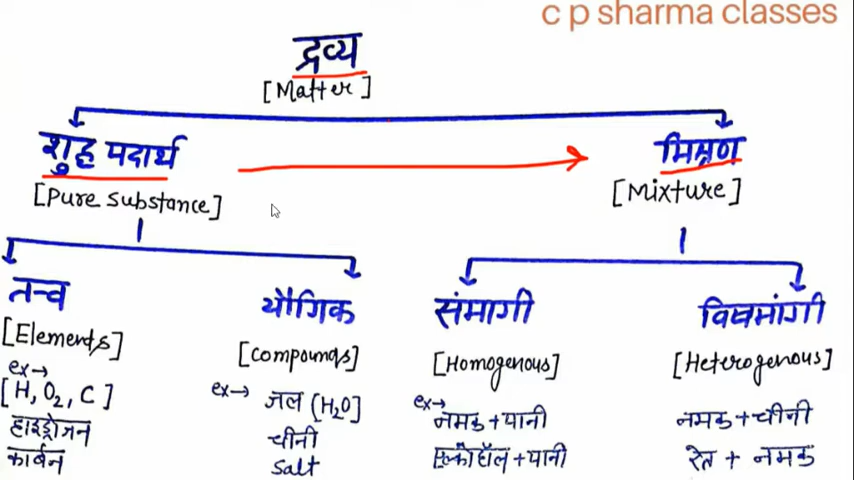 c p sharma classes
द्रव्य
[Matter]
शुद्ध पदार्थ
मिश्रण
[Pure Substance]
[Mixture]
तत्व
यौगिक
संमागी
विषमांगी
[Elements]
[Compounds]
[Homogenous]
[Heterogenous]
ex→
[H, O₂, C]
ex→ जल (H₂O]
ex→
नमक + पानी
नमक + चीनी
हाइड्रोजन
चीनी
एल्कोहॉल + पानी
रेत + नमक
कार्बन
Salt